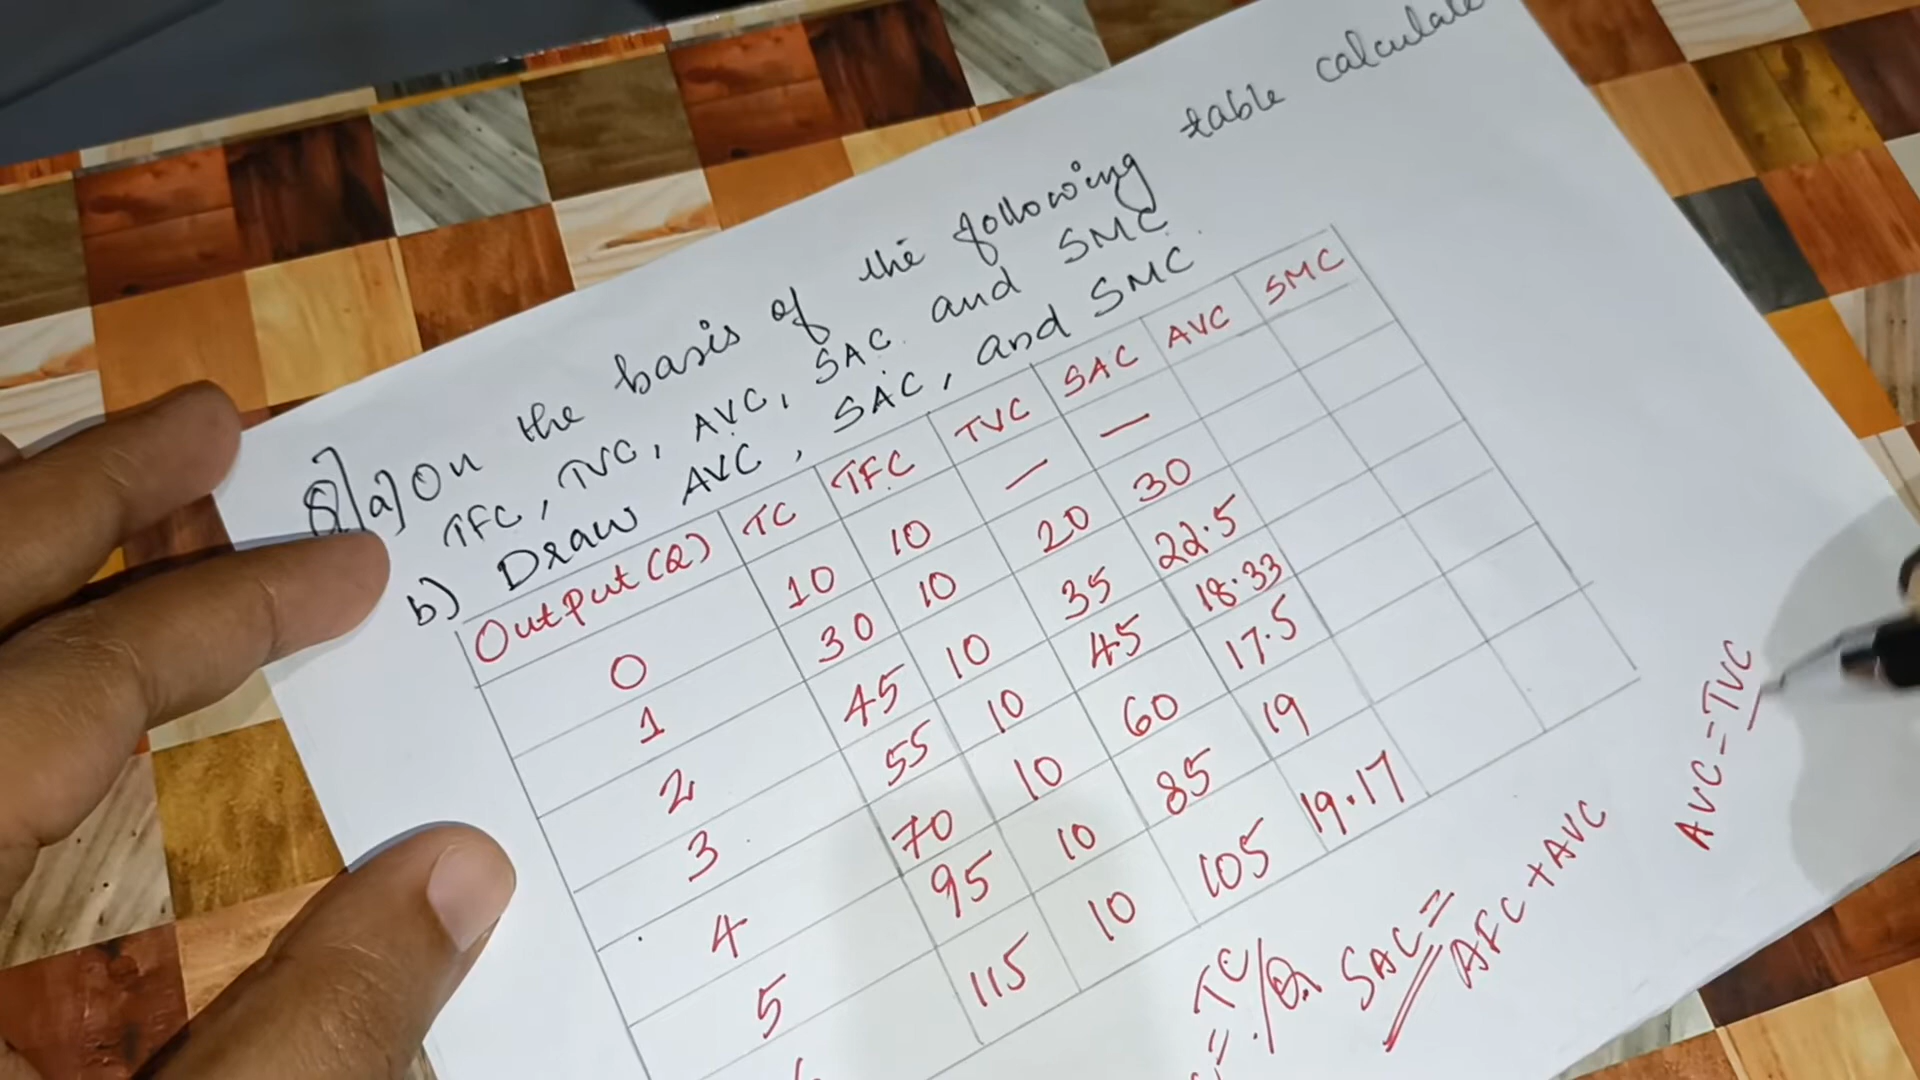 Q] a) On the basis of the following table calculate
TFC, TVC, AVC, SAC and SMC
b) Draw AVC, SAC, and SMC
Output (Q) TC TFC TVC SAC AVC SMC
0 10 10 — —
1 30 10 20 30
2 45 10 35 22.5
3 55 10 45 18.33
4 70 10 60 17.5
5 95 10 85 19
115 10 105 19.17
= TC/Q
SAC =
AFC + AVC
AVC = TVC